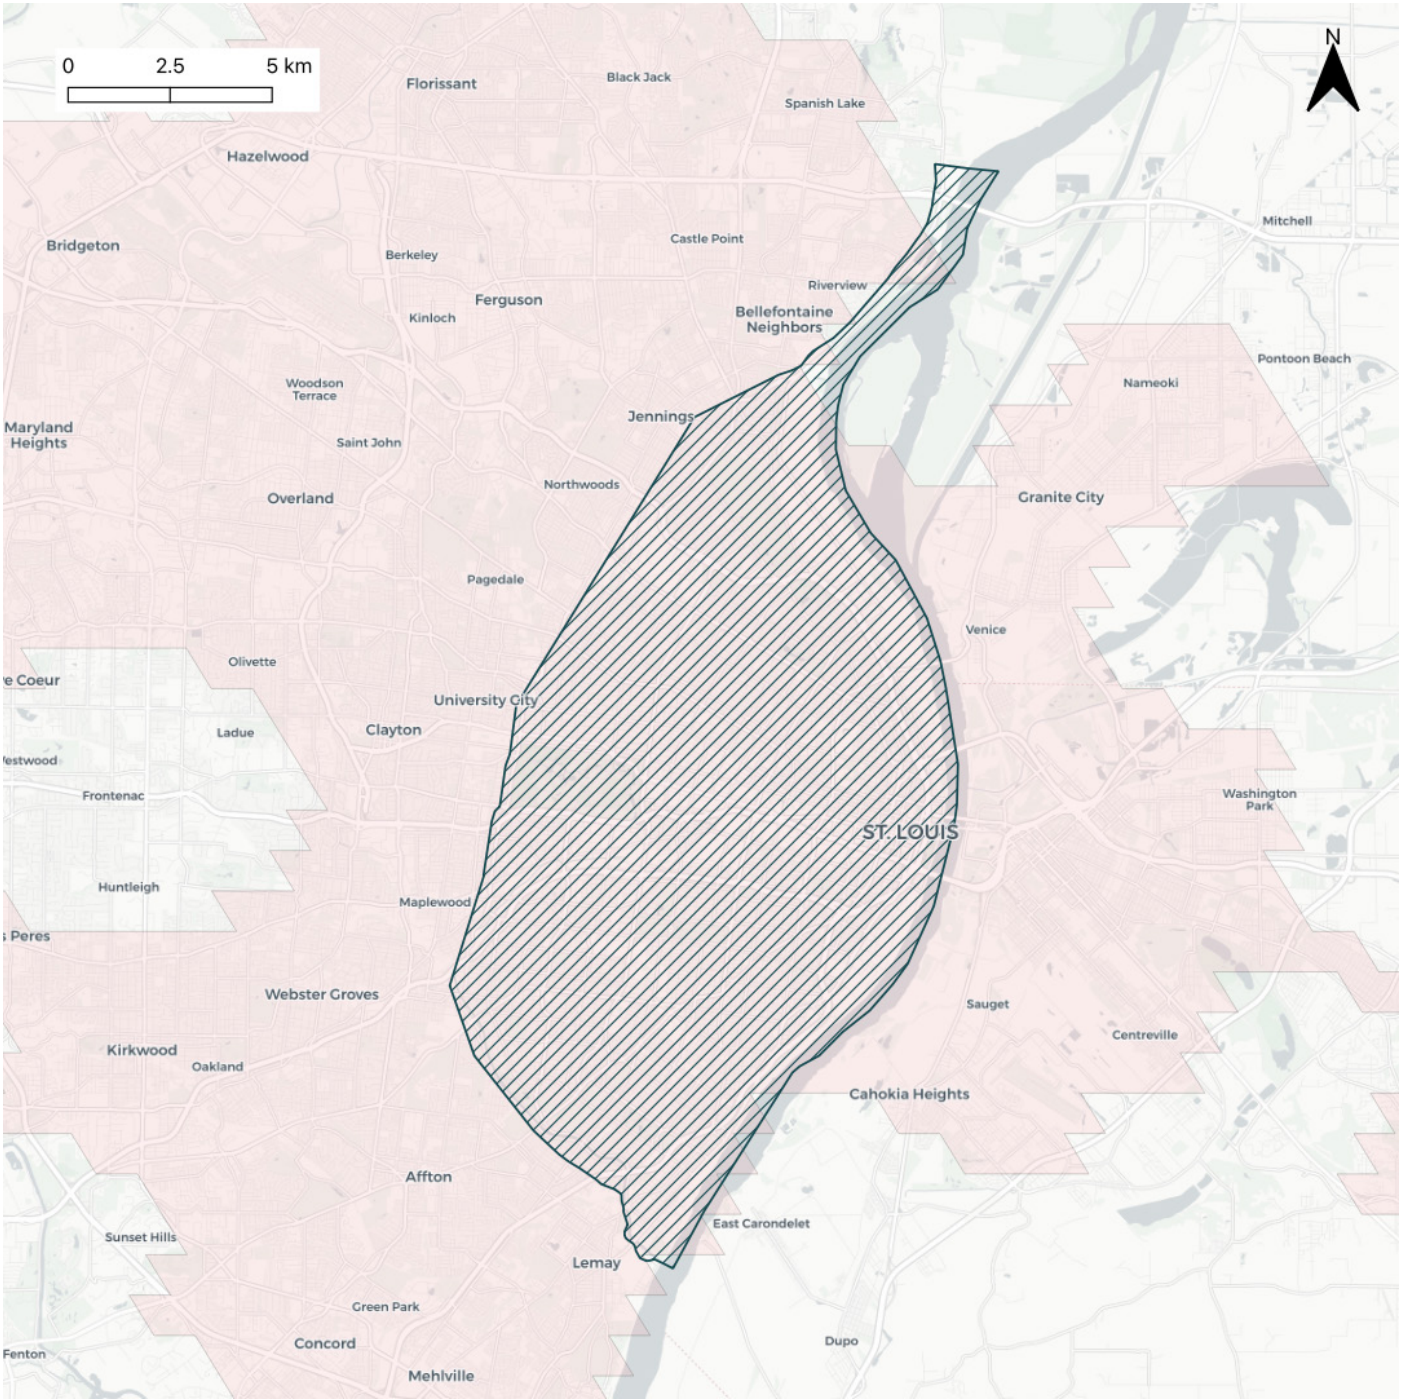 N
0 2.5 5 km
Florissant
Black Jack
Spanish Lake
Hazelwood
Mitchell
Bridgeton
Castle Point
Berkeley
Riverview
Ferguson
Kinloch
Bellefontaine
Neighbors
Pontoon Beach
Woodson
Terrace
Nameoki
Jennings
Maryland
Heights
Saint John
Northwoods
Overland
Granite City
Pagedale
Venice
Olivette
e Coeur
University City
Clayton
Ladue
estwood
Frontenac
Washington
Park
ST. LOUIS
Huntleigh
Maplewood
s Peres
Webster Groves
Sauget
Centreville
Kirkwood
Oakland
Cahokia Heights
Affton
East Carondelet
Sunset Hills
Lemay
Green Park
Concord
Dupo
Fenton
Mehlville